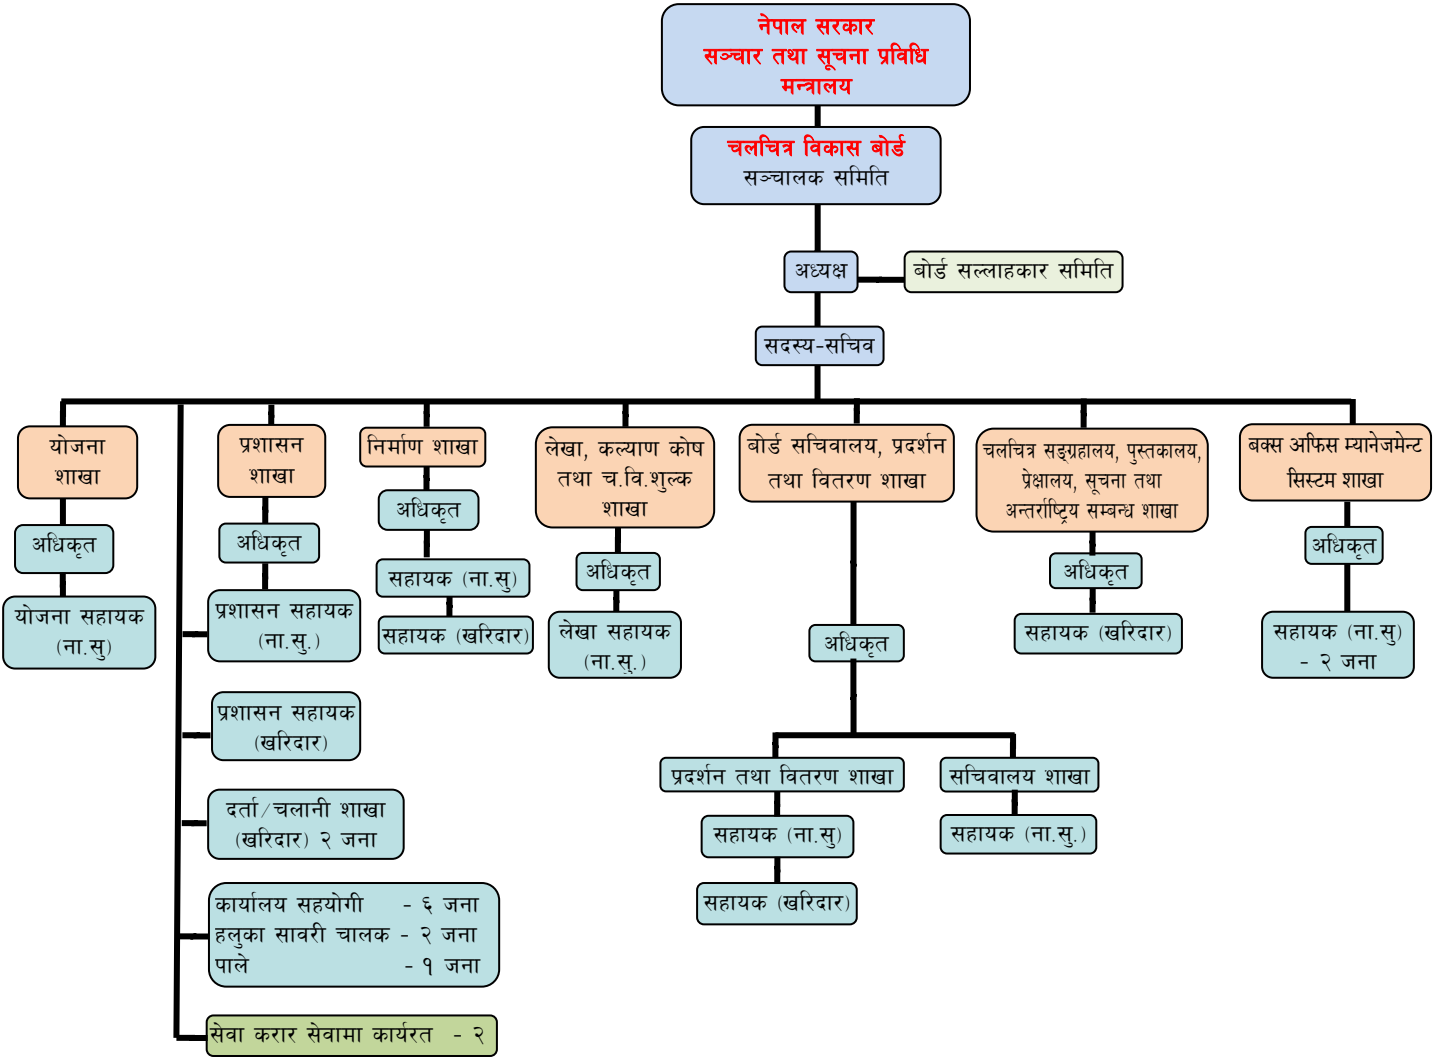 नेपाल सरकार
सञ्चार तथा सूचना प्रविधि
मन्त्रालय
चलचित्र विकास बोर्ड
सञ्चालक समिति
अध्यक्ष
बोर्ड सल्लाहकार समिति
सदस्य-सचिव
योजना
शाखा
अधिकृत
योजना सहायक
(ना.सु)
प्रशासन
शाखा
अधिकृत
प्रशासन सहायक
(ना.सु.)
प्रशासन सहायक
(खरिदार)
दर्ता/चलानी शाखा
(खरिदार) २ जना
कार्यालय सहयोगी - ६ जना
हलुका सावरी चालक - २ जना
पाले - १ जना
सेवा करार सेवामा कार्यरत - २
निर्माण शाखा
अधिकृत
सहायक (ना.सु)
सहायक (खरिदार)
लेखा, कल्याण कोष
तथा च.वि.शुल्क
शाखा
अधिकृत
लेखा सहायक
(ना.सु.)
बोर्ड सचिवालय, प्रदर्शन
तथा वितरण शाखा
अधिकृत
प्रदर्शन तथा वितरण शाखा
सहायक (ना.सु)
सहायक (खरिदार)
सचिवालय शाखा
सहायक (ना.सु.)
चलचित्र सङ्ग्रहालय, पुस्तकालय,
प्रेक्षालय, सूचना तथा
अन्तर्राष्ट्रिय सम्बन्ध शाखा
अधिकृत
सहायक (खरिदार)
बक्स अफिस म्यानेजमेन्ट
सिस्टम शाखा
अधिकृत
सहायक (ना.सु)
- २ जना